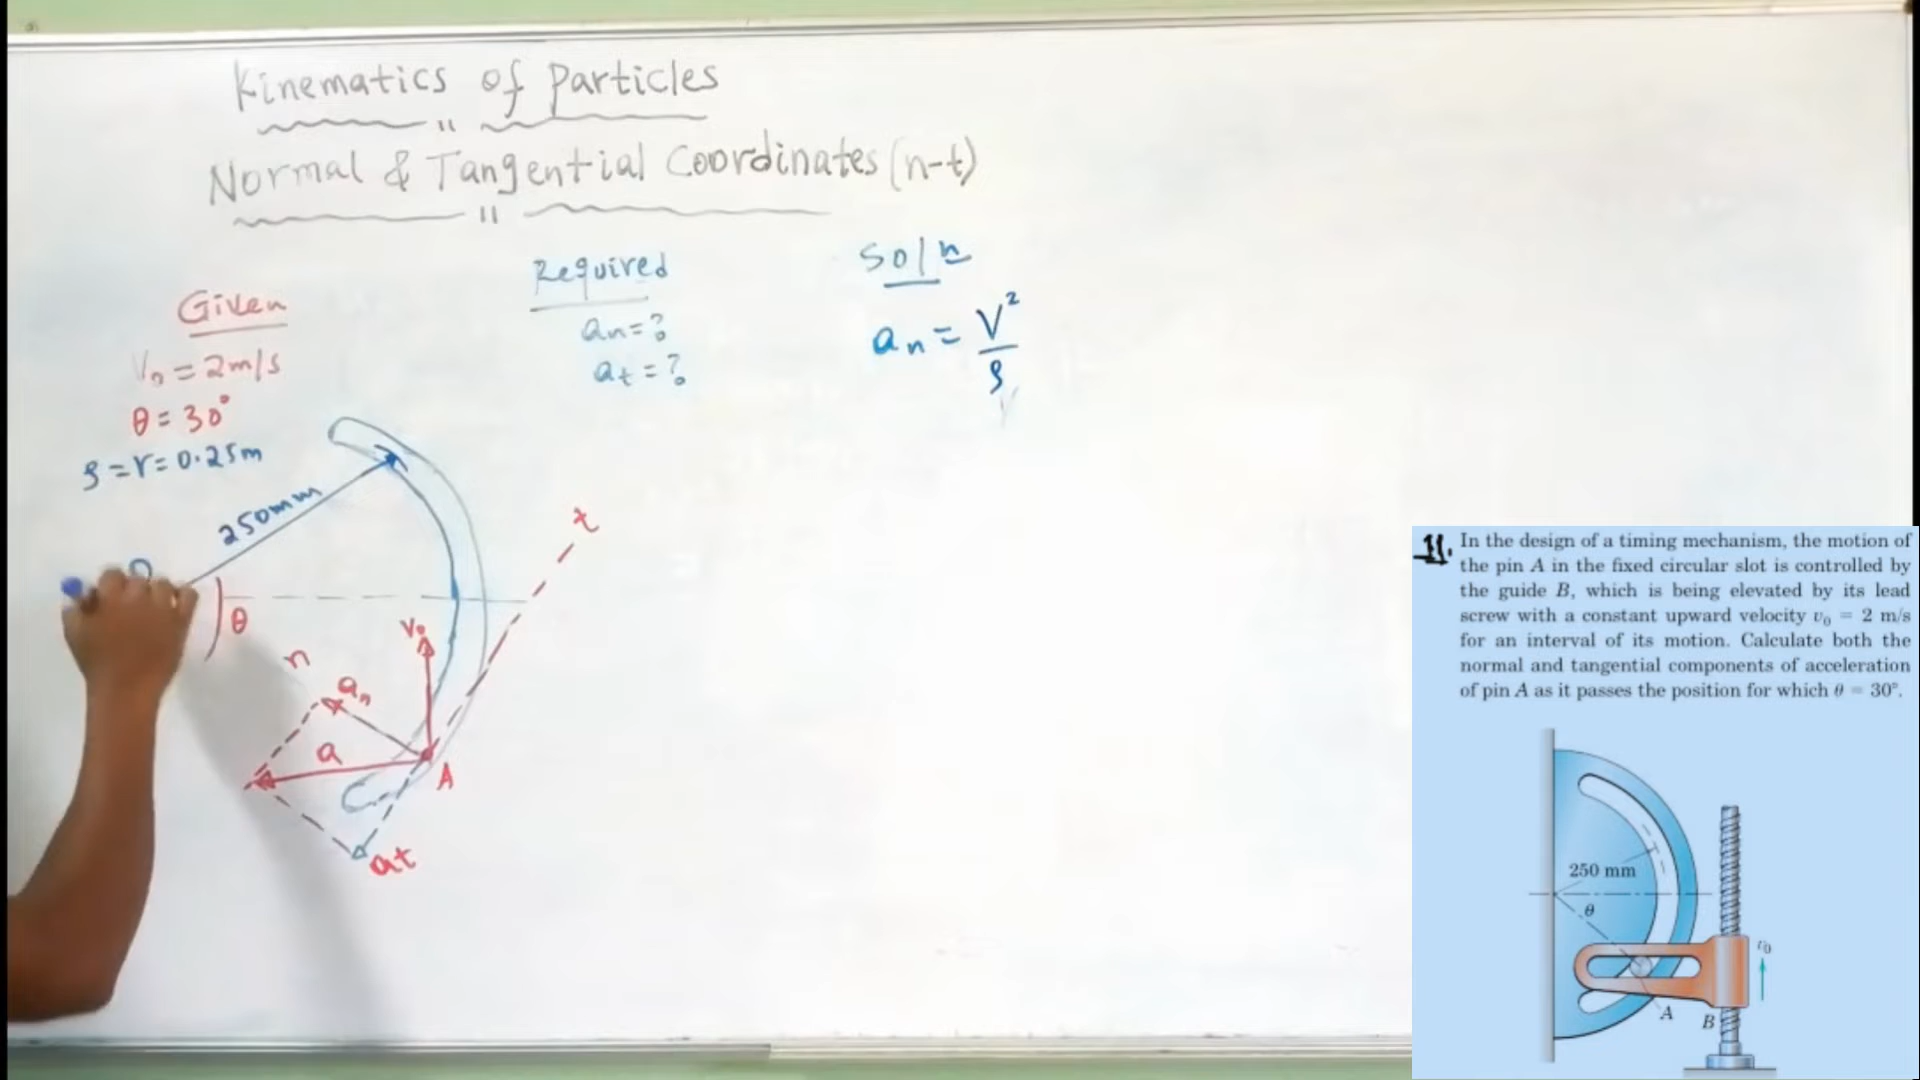 Kinematics of Particles
Normal & Tangential Coordinates (n-t)
Given
V₀ = 2m/s
θ = 30°
ρ = r = 0.25m
Required
an = ?
at = ?
Soln
an = V²/ρ
250mm
θ
n
an
a
V₀
A
at
t
11. In the design of a timing mechanism, the motion of
the pin A in the fixed circular slot is controlled by
the guide B, which is being elevated by its lead
screw with a constant upward velocity v₀ = 2 m/s
for an interval of its motion. Calculate both the
normal and tangential components of acceleration
of pin A as it passes the position for which θ = 30°.
250 mm
θ
v₀
A
B